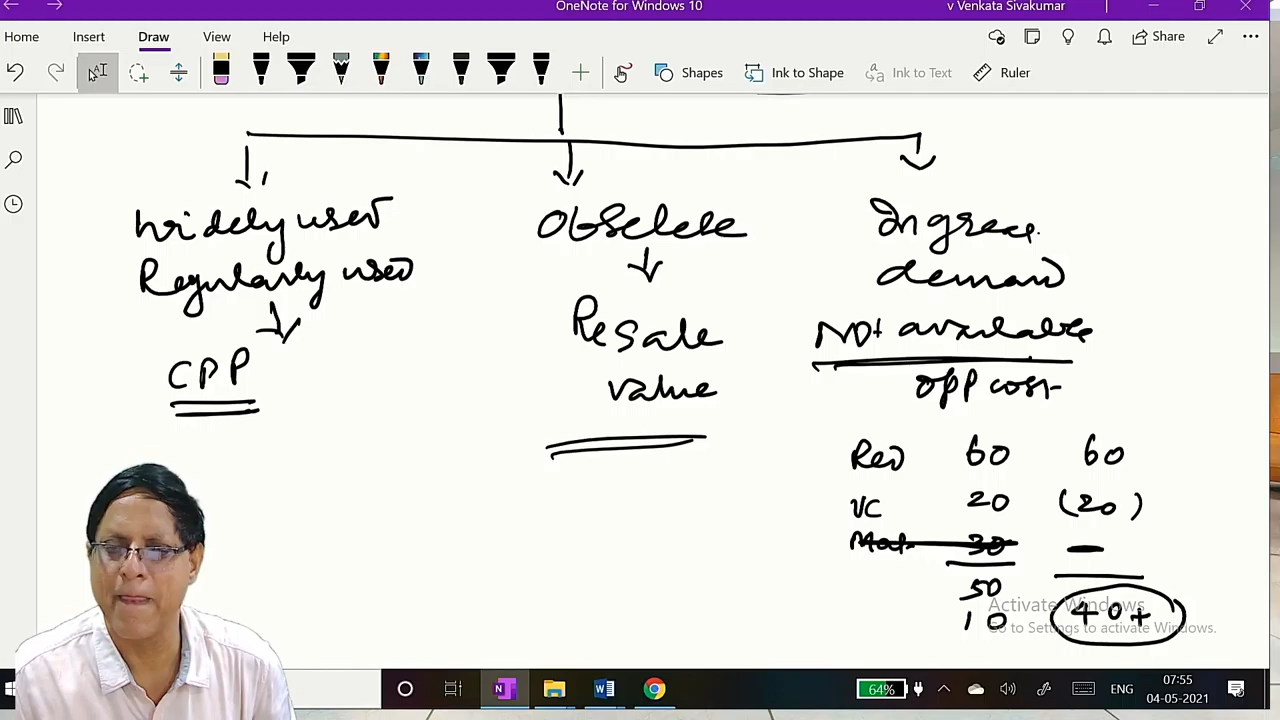 OneNote for Windows 10
v Venkata Sivakumar
Home Insert Draw View Help
Share
Shapes Ink to Shape Ink to Text Ruler
Widely used
Regularly used
CPP
Obselete
Resale
value
In great
demand
Not available
opp cost
Rev 60 60
VC 20 (20)
Mat 30 -
50
10 40+
Activate Windows
Go to Settings to activate Windows.
64%
ENG
07:55
04-05-2021